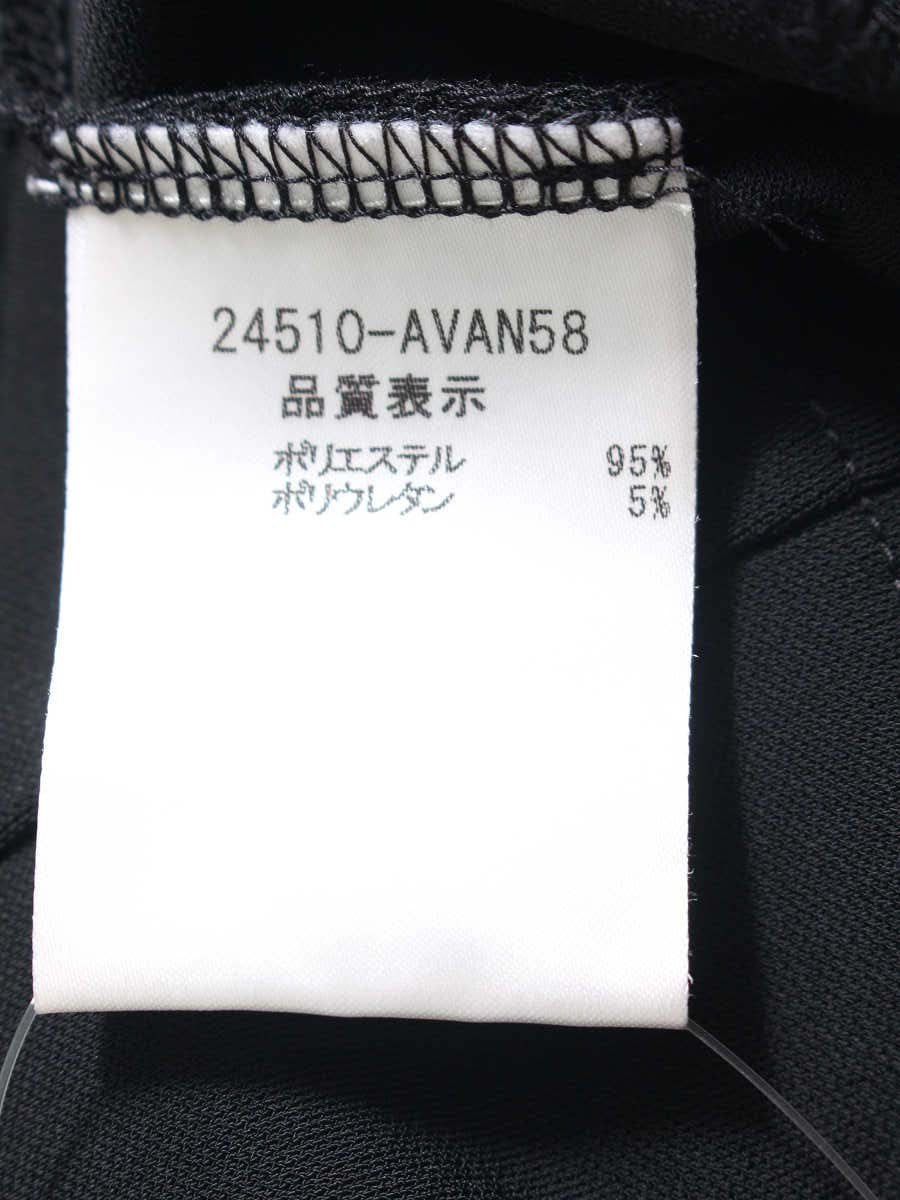 24510-AVAN58
品質表示
ポリエステル 95%
ポリウレタン 5%